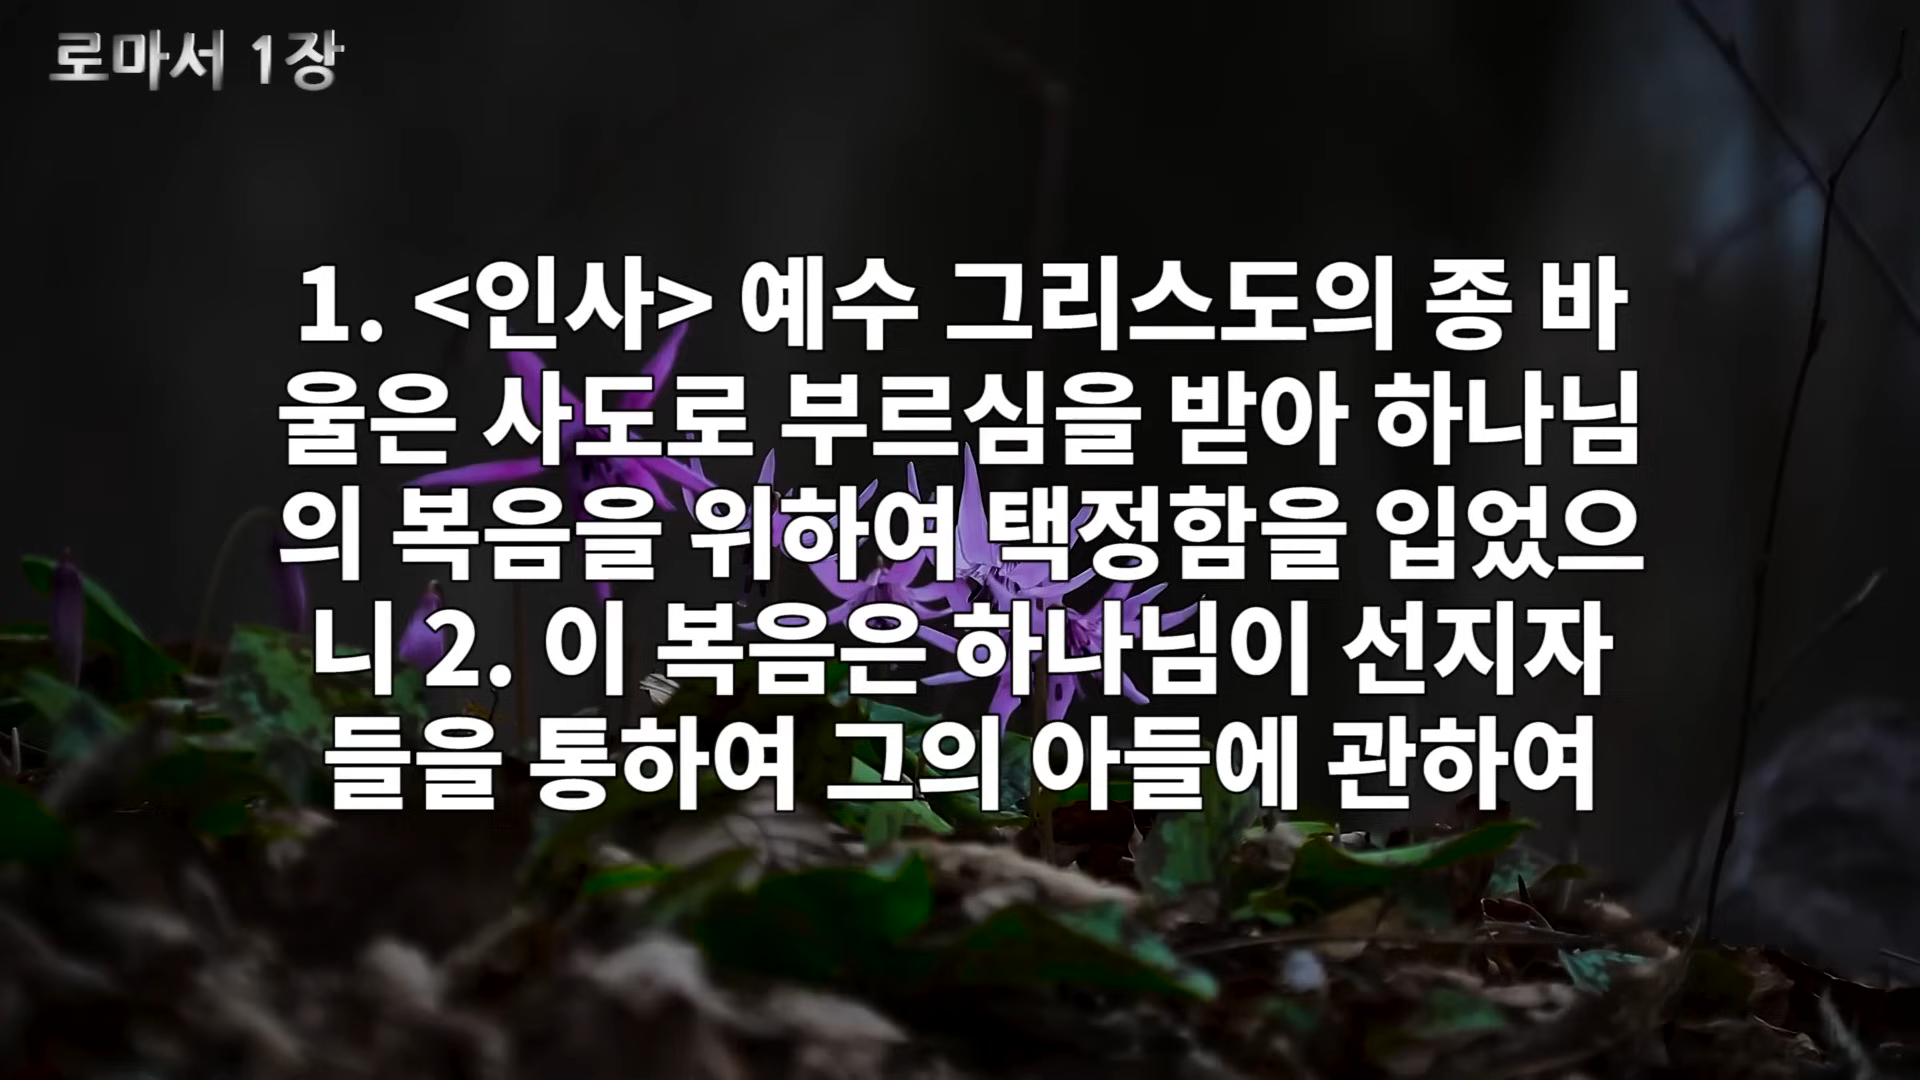 로마서 1장
1. <인사> 예수 그리스도의 종 바
울은 사도로 부르심을 받아 하나님
의 복음을 위하여 택정함을 입었으
니 2. 이 복음은 하나님이 선지자
들을 통하여 그의 아들에 관하여